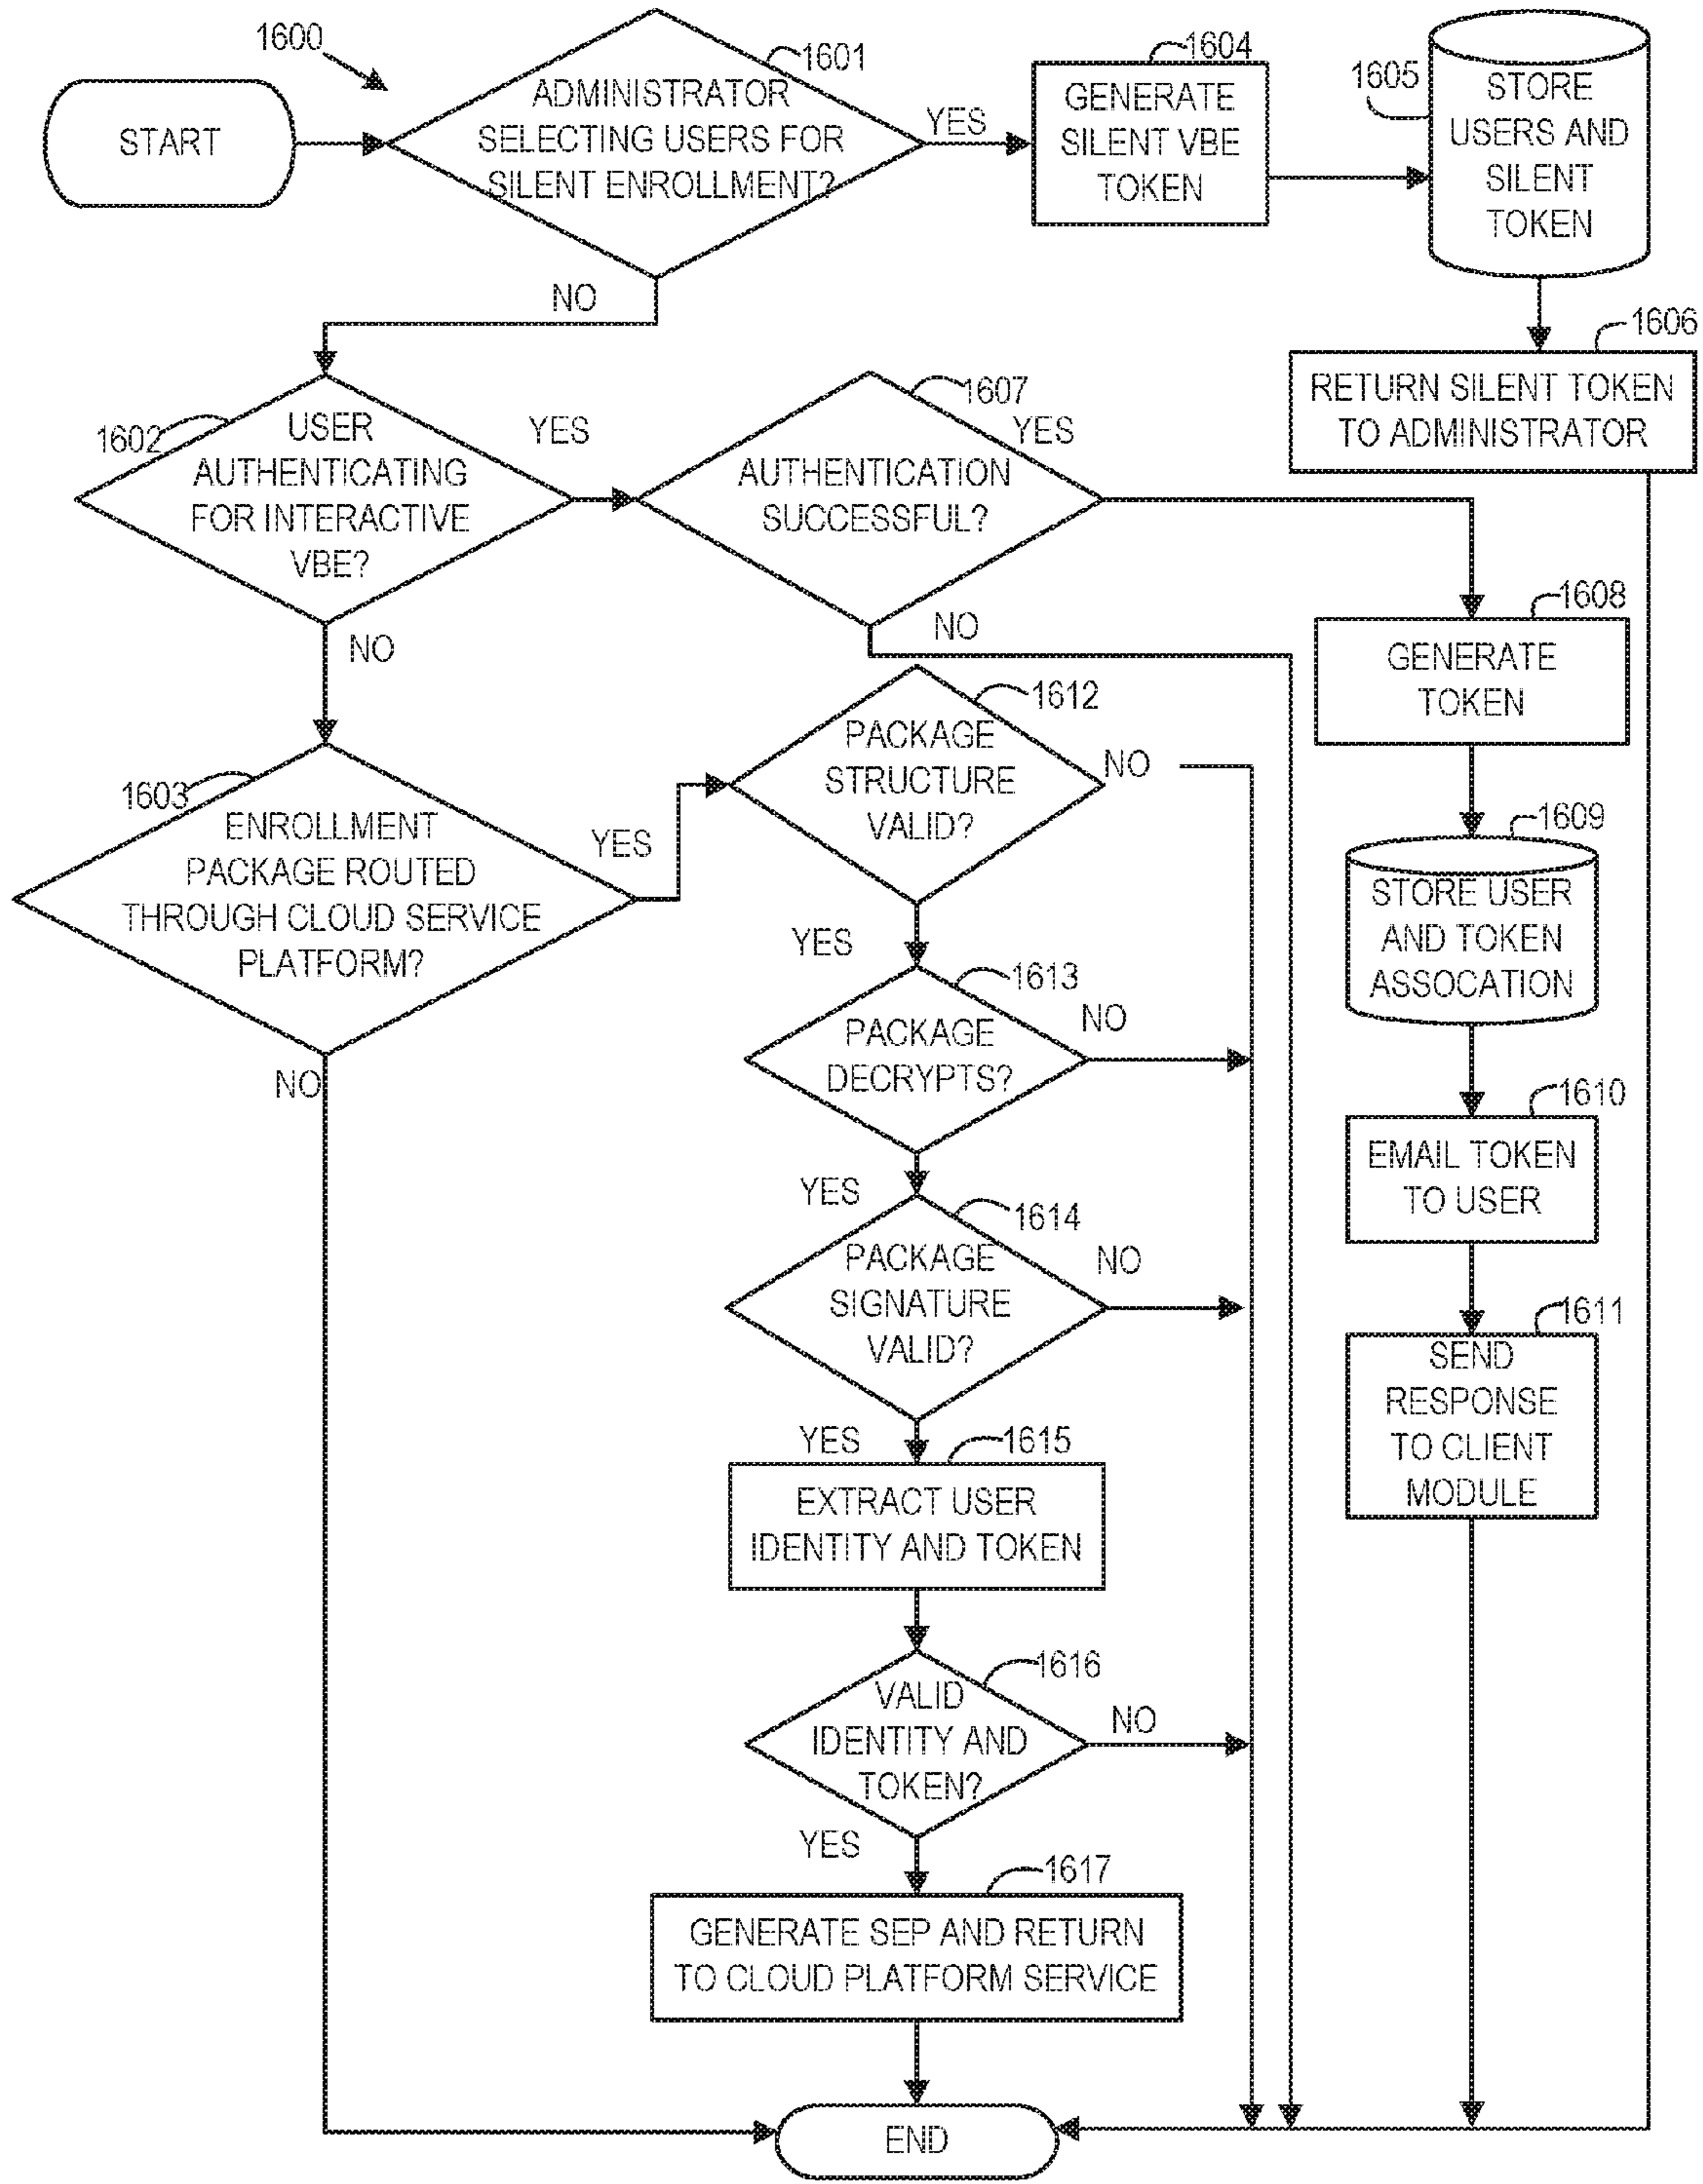 1600
START
1601
ADMINISTRATOR
SELECTING USERS FOR
SILENT ENROLLMENT?
YES
NO
1604
GENERATE
SILENT VBE
TOKEN
1605
STORE
USERS AND
SILENT
TOKEN
1606
RETURN SILENT TOKEN
TO ADMINISTRATOR
1602
USER
AUTHENTICATING
FOR INTERACTIVE
VBE?
YES
NO
1607
AUTHENTICATION
SUCCESSFUL?
YES
NO
1608
GENERATE
TOKEN
1609
STORE USER
AND TOKEN
ASSOCATION
1610
EMAIL TOKEN
TO USER
1611
SEND
RESPONSE
TO CLIENT
MODULE
1603
ENROLLMENT
PACKAGE ROUTED
THROUGH CLOUD SERVICE
PLATFORM?
YES
NO
1612
PACKAGE
STRUCTURE
VALID?
NO
YES
1613
PACKAGE
DECRYPTS?
NO
YES
1614
PACKAGE
SIGNATURE
VALID?
NO
YES
1615
EXTRACT USER
IDENTITY AND TOKEN
1616
VALID
IDENTITY AND
TOKEN?
NO
YES
1617
GENERATE SEP AND RETURN
TO CLOUD PLATFORM SERVICE
END